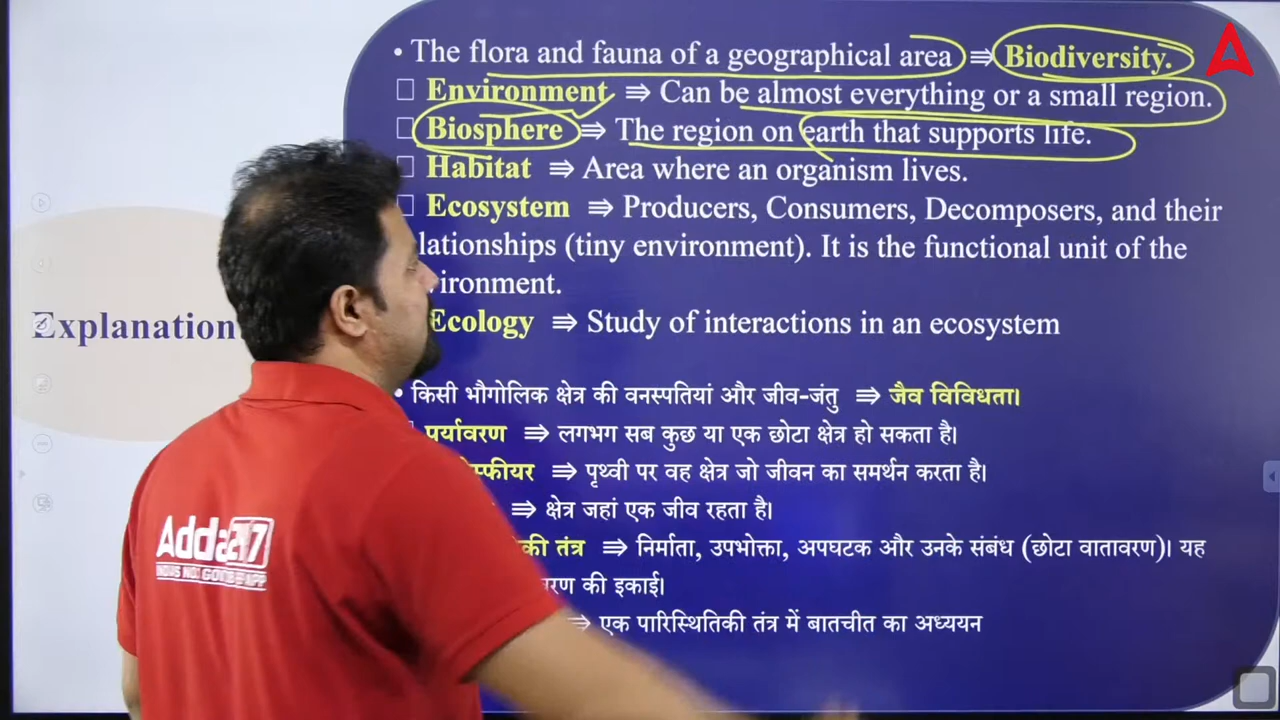 • The flora and fauna of a geographical area ⇛ Biodiversity.
Environment ⇛ Can be almost everything or a small region.
Biosphere ⇛ The region on earth that supports life.
Habitat ⇛ Area where an organism lives.
Ecosystem ⇛ Producers, Consumers, Decomposers, and their
lationships (tiny environment). It is the functional unit of the
vironment.
Explanation
Ecology ⇛ Study of interactions in an ecosystem
• किसी भौगोलिक क्षेत्र की वनस्पतियां और जीव-जंतु ⇛ जैव विविधता।
पर्यावरण ⇛ लगभग सब कुछ या एक छोटा क्षेत्र हो सकता है।
स्फीयर ⇛ पृथ्वी पर वह क्षेत्र जो जीवन का समर्थन करता है।
⇛ क्षेत्र जहां एक जीव रहता है।
की तंत्र ⇛ निर्माता, उपभोक्ता, अपघटक और उनके संबंध (छोटा वातावरण)। यह
वरण की इकाई।
⇛ एक पारिस्थितिकी तंत्र में बातचीत का अध्ययन
Adda247